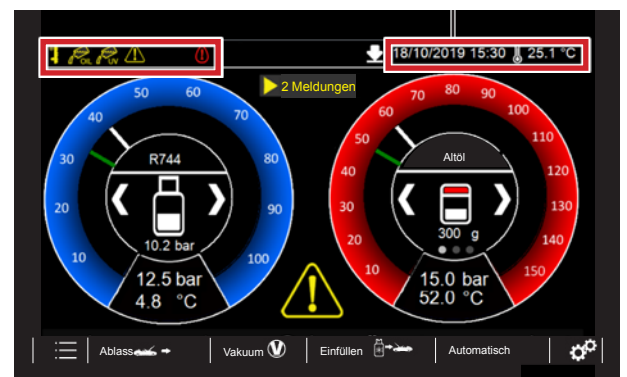 OIL UV 18/10/2019 15:30 25.1 °C
2 Meldungen
10 20 30 40 50 60 70 80 90 100
R744
10.2 bar
12.5 bar
4.8 °C
10 20 30 40 50 60 70 80 90 100 110 120 130 140 150
Altöl
300 g
15.0 bar
52.0 °C
Ablass Vakuum V Einfüllen Automatisch